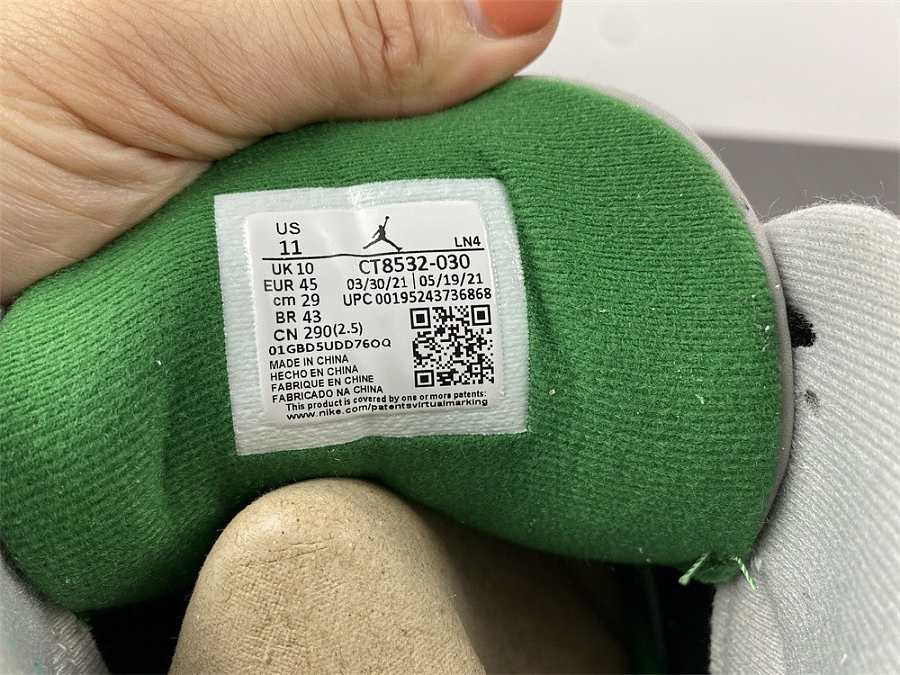 US
11
LN4
UK 10
CT8532-030
EUR 45
03/30/21 | 05/19/21
cm 29
UPC 00195243736868
BR 43
CN 290(2.5)
01GBD5UDD76OQ
MADE IN CHINA
HECHO EN CHINA
FABRIQUE EN CHINE
FABRICADO NA CHINA
This product is covered by one or more patents:
www.nike.com/patentsvirtualmarking